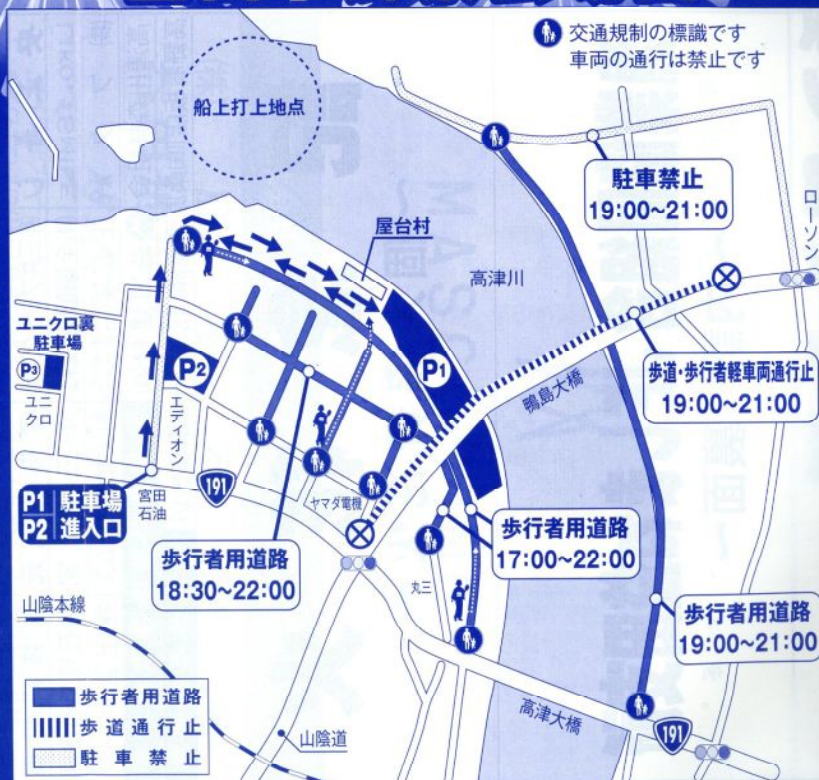 交通規制の標識です
車両の通行は禁止です
船上打上地点
駐車禁止
19:00~21:00
ローソン
屋台村
高津川
ユニクロ裏
駐車場
P3
ユニ
クロ
P2
エディオン
P1
鴨島大橋
歩道・歩行者軽車両通行止
19:00~21:00
P1 駐車場
P2 進入口
宮田
石油
191
ヤマダ電機
歩行者用道路
18:30~22:00
歩行者用道路
17:00~22:00
丸三
歩行者用道路
19:00~21:00
山陰本線
高津大橋
191
山陰道
歩行者用道路
歩道通行止
駐車禁止